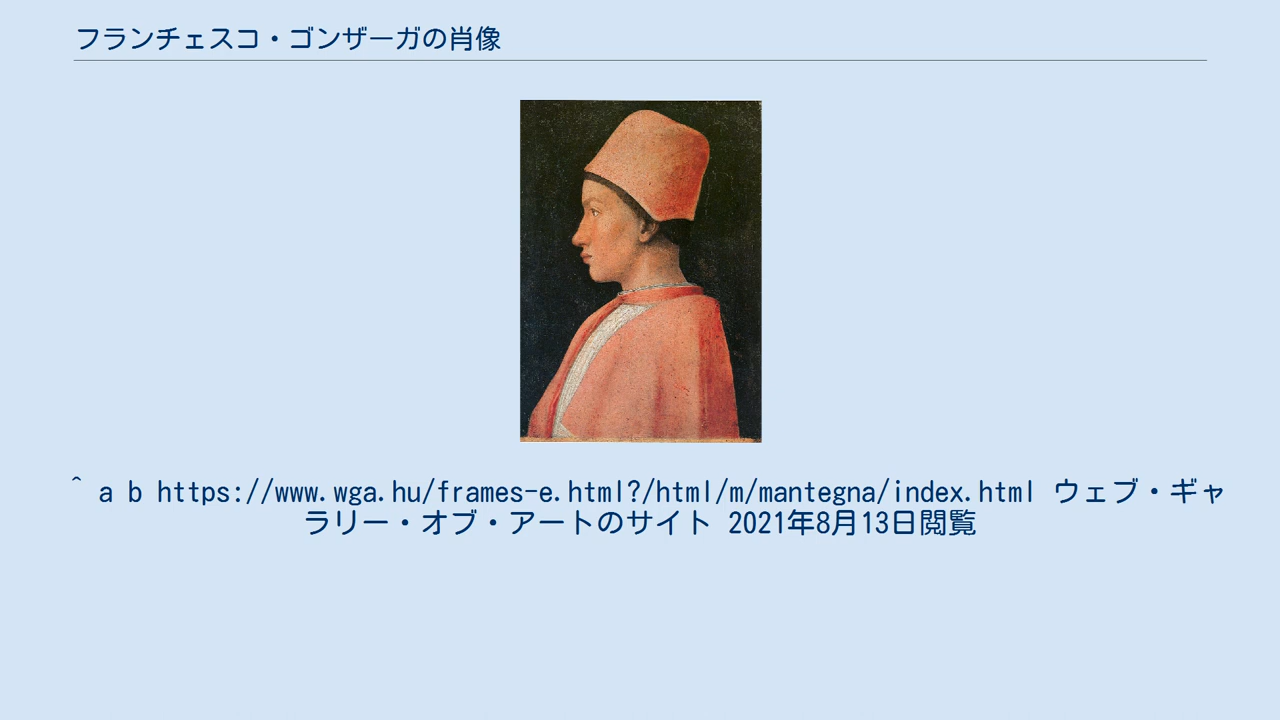 フランチェスコ・ゴンザーガの肖像
^ a b https://www.wga.hu/frames-e.html?/html/m/mantegna/index.html ウェブ・ギャ
ラリー・オブ・アートのサイト 2021年8月13日閲覧